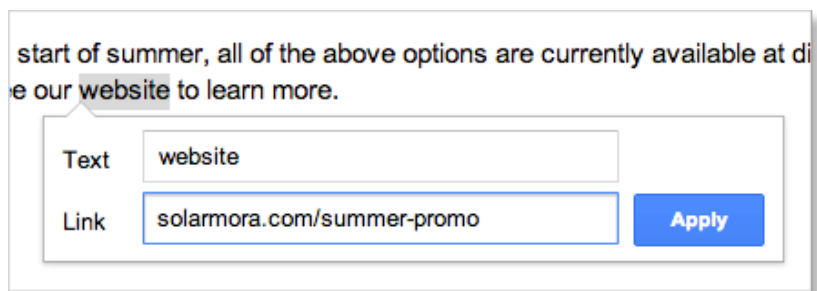 start of summer, all of the above options are currently available at
our website to learn more.
Text website
Link solarmora.com/summer-promo Apply